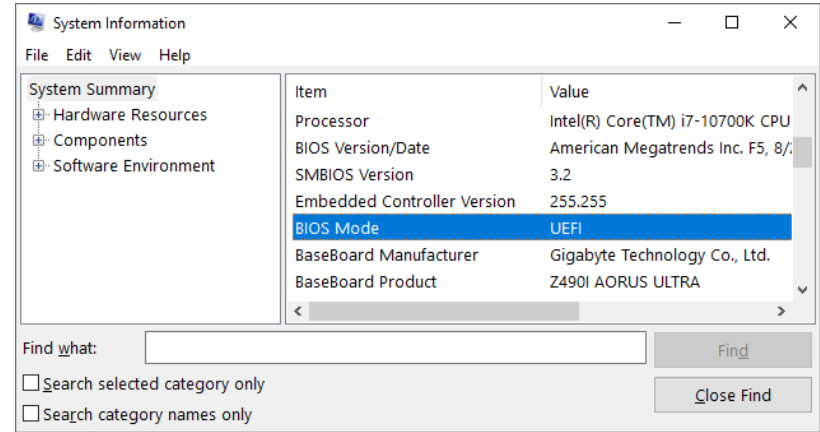 System Information
File Edit View Help
System Summary
Hardware Resources
Components
Software Environment
Item Value
Processor Intel(R) Core(TM) i7-10700K CPU
BIOS Version/Date American Megatrends Inc. F5, 8/
SMBIOS Version 3.2
Embedded Controller Version 255.255
BIOS Mode UEFI
BaseBoard Manufacturer Gigabyte Technology Co., Ltd.
BaseBoard Product Z490I AORUS ULTRA
Find what:
Find
Search selected category only
Close Find
Search category names only